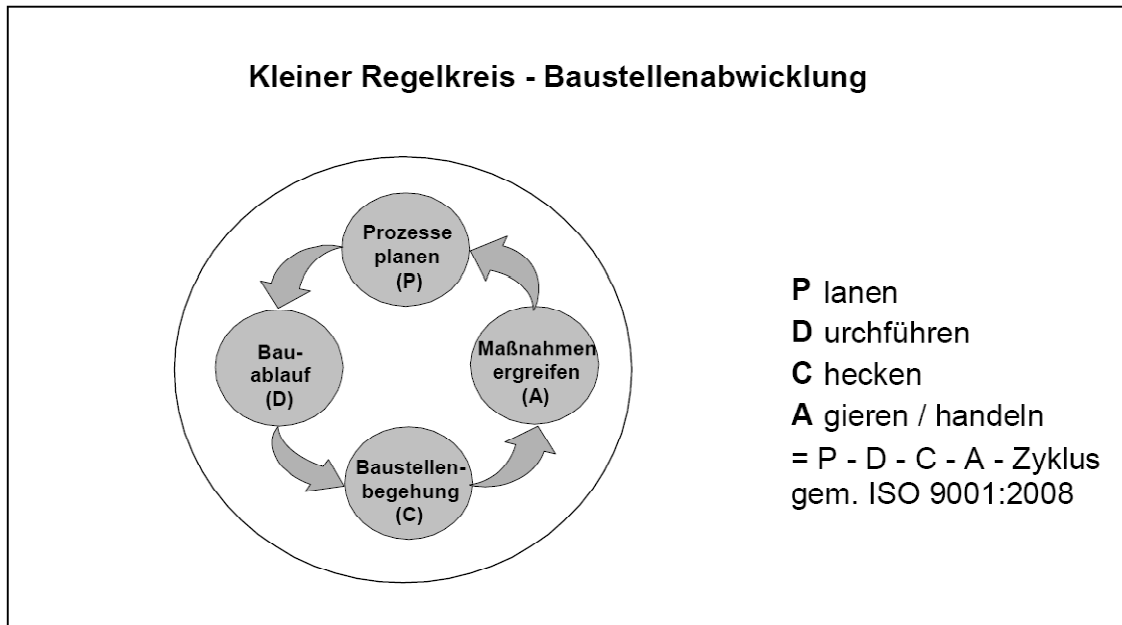 Kleiner Regelkreis - Baustellenabwicklung
Prozesse
planen
(P)
Bau-
ablauf
(D)
Maßnahmen
ergreifen
(A)
Baustellen-
begehung
(C)
P lanen
D urchführen
C hecken
A gieren / handeln
= P - D - C - A - Zyklus
gem. ISO 9001:2008